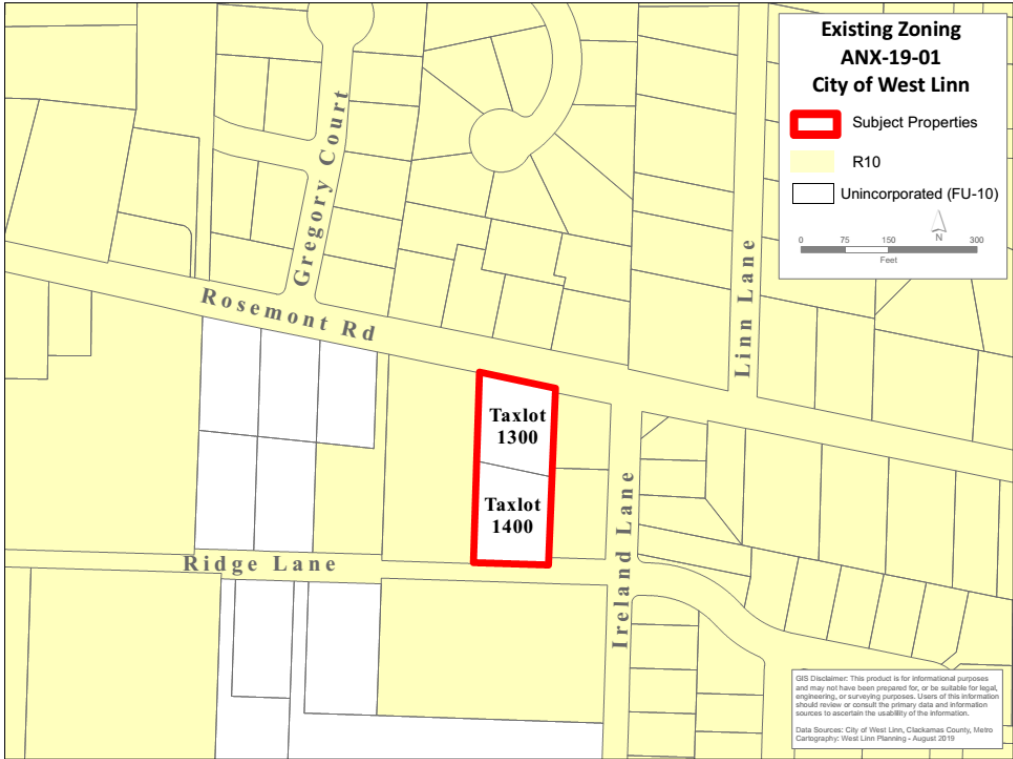 Existing Zoning
ANX-19-01
City of West Linn
Subject Properties
R10
Unincorporated (FU-10)
N
0 75 150 300
Feet
Gregory Court
Linn Lane
Rosemont Rd
Taxlot
1300
Taxlot
1400
Ireland Lane
Ridge Lane
GIS Disclaimer: This product is for informational purposes
and may not have been prepared for, or be suitable for legal,
engineering, or surveying purposes. Users of this information
should review or consult the primary data and information
sources to ascertain the usability of the information.
Data Sources: City of West Linn, Clackamas County, Metro
Cartography: West Linn Planning - August 2019